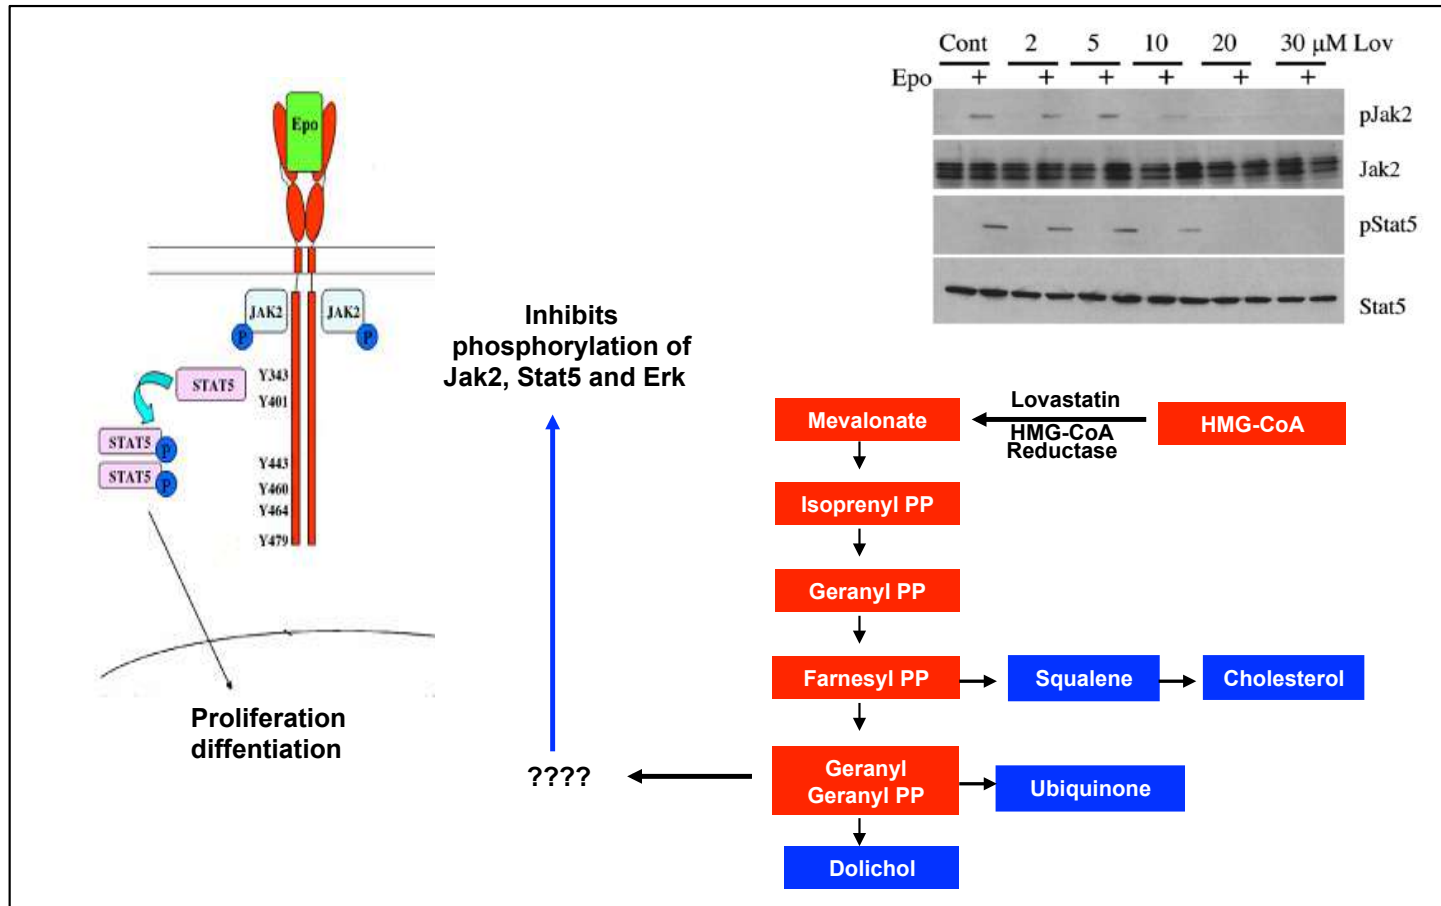 Cont 2 5 10 20 30 μM Lov
Epo + + + + + +
pJak2
Jak2
pStat5
Stat5
Epo
JAK2 JAK2
P P
STAT5
Y343
Y401
STAT5 P
STAT5 P
Y443
Y460
Y464
Y479
Proliferation
diffentiation
Inhibits
phosphorylation of
Jak2, Stat5 and Erk
????
Mevalonate
Lovastatin
HMG-CoA
Reductase
HMG-CoA
Isoprenyl PP
Geranyl PP
Farnesyl PP
Squalene
Cholesterol
Geranyl
Geranyl PP
Ubiquinone
Dolichol